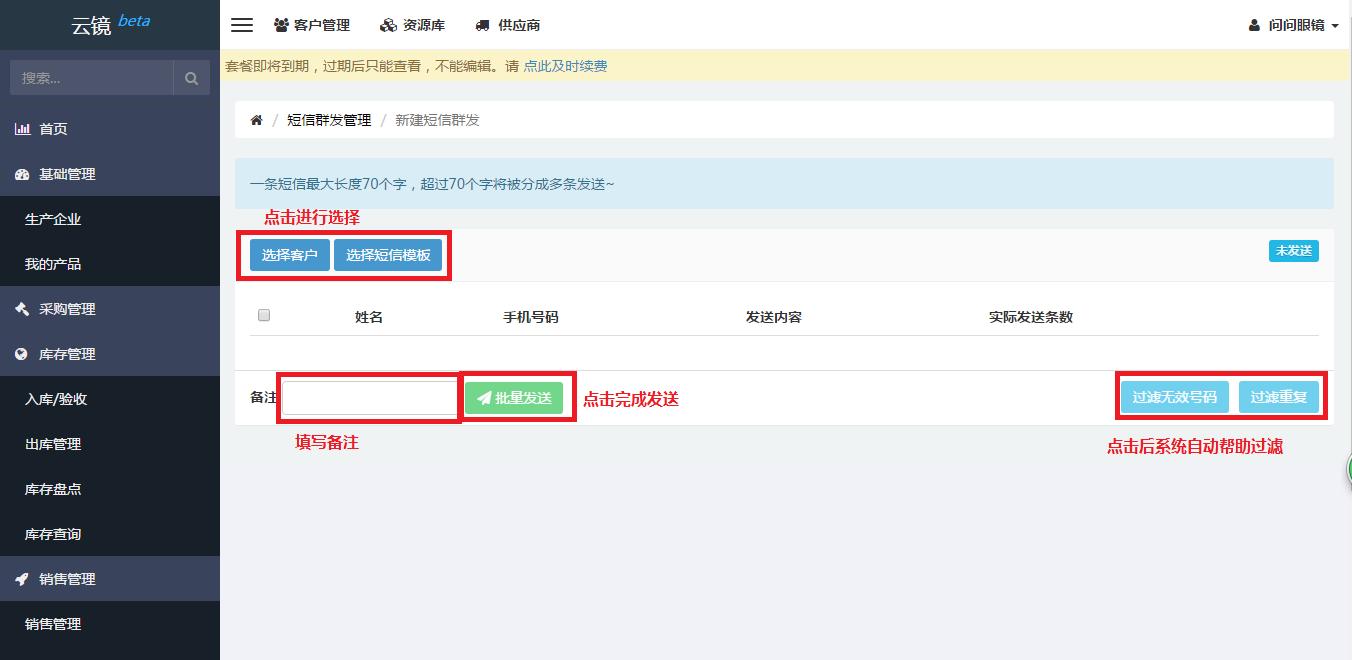 云镜 beta
客户管理 资源库 供应商 问问眼镜
套餐即将到期，过期后只能查看，不能编辑。请 点此及时续费
搜索...
首页
基础管理
生产企业
我的产品
采购管理
库存管理
入库/验收
出库管理
库存盘点
库存查询
销售管理
销售管理
/ 短信群发管理 / 新建短信群发
一条短信最大长度70个字，超过70个字将被分成多条发送~
点击进行选择
选择客户 选择短信模板 未发送
姓名 手机号码 发送内容 实际发送条数
备注 批量发送 点击完成发送 过滤无效号码 过滤重复
填写备注 点击后系统自动帮助过滤